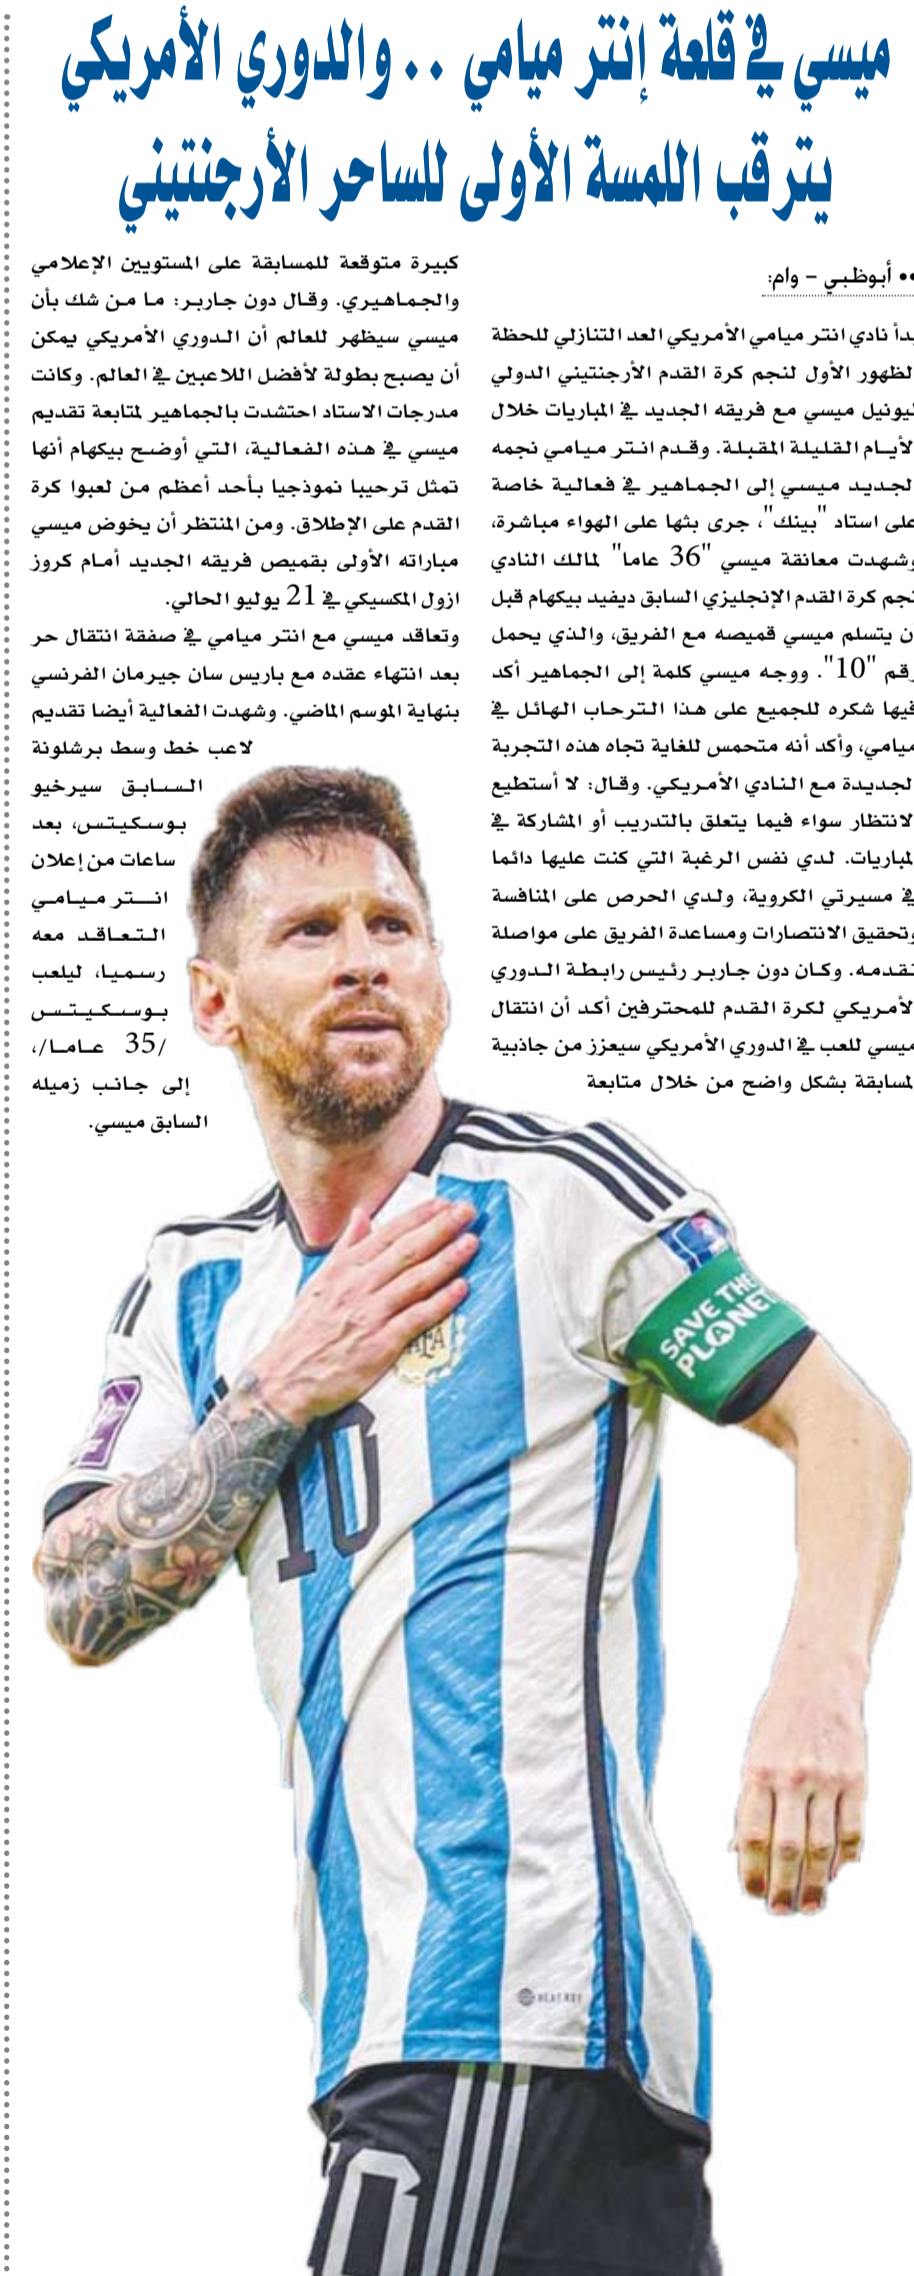 ميسي في قلعة إنتر ميامي .. والدوري الأمريكي
يترقب اللمسة الأولى للساحر الأرجنتيني
•• أبوظبي - وام:
بدأ نادي انتر ميامي الأمريكي العد التنازلي للحظة
الظهور الأول لنجم كرة القدم الأرجنتيني الدولي
ليونيل ميسي مع فريقه الجديد في المباريات خلال
الأيام القليلة المقبلة. وقدم انتر ميامي نجمه
الجديد ميسي إلى الجماهير في فعالية خاصة
على استاد "بينك"، جرى بثها على الهواء مباشرة،
وشهدت معانقة ميسي "36 عاما" لمالك النادي
نجم كرة القدم الإنجليزي السابق ديفيد بيكهام قبل
أن يتسلم ميسي قميصه مع الفريق، والذي يحمل
رقم "10". ووجه ميسي كلمة إلى الجماهير أكد
فيها شكره للجميع على هذا الترحاب الهائل في
ميامي، وأكد أنه متحمس للغاية تجاه هذه التجربة
الجديدة مع النادي الأمريكي. وقال: لا أستطيع
الانتظار سواء فيما يتعلق بالتدريب أو المشاركة في
المباريات. لدي نفس الرغبة التي كنت عليها دائما
في مسيرتي الكروية، ولدي الحرص على المنافسة
وتحقيق الانتصارات ومساعدة الفريق على مواصلة
تقدمه. وكان دون جاربر رئيس رابطة الدوري
الأمريكي لكرة القدم للمحترفين أكد أن انتقال
ميسي للعب في الدوري الأمريكي سيعزز من جاذبية
المسابقة بشكل واضح من خلال متابعة
كبيرة متوقعة للمسابقة على المستويين الإعلامي
والجماهيري. وقال دون جاربر: ما من شك بأن
ميسي سيظهر للعالم أن الدوري الأمريكي يمكن
أن يصبح بطولة لأفضل اللاعبين في العالم. وكانت
مدرجات الاستاد احتشدت بالجماهير لمتابعة تقديم
ميسي في هذه الفعالية، التي أوضح بيكهام أنها
تمثل ترحيبا نموذجيا بأحد أعظم من لعبوا كرة
القدم على الإطلاق. ومن المنتظر أن يخوض ميسي
مباراته الأولى بقميص فريقه الجديد أمام كروز
ازول المكسيكي في 21 يوليو الحالي.
وتعاقد ميسي مع انتر ميامي في صفقة انتقال حر
بعد انتهاء عقده مع باريس سان جيرمان الفرنسي
بنهاية الموسم الماضي. وشهدت الفعالية أيضا تقديم
لاعب خط وسط برشلونة
السابق سيرخيو
بوسكيتس، بعد
ساعات من إعلان
انتر ميامي
التعاقد معه
رسميا، ليلعب
بوسكيتس
/35 عاما/،
إلى جانب زميله
السابق ميسي.
SAVE THE
PLANET
AFA
10
HEAT.RDY
10